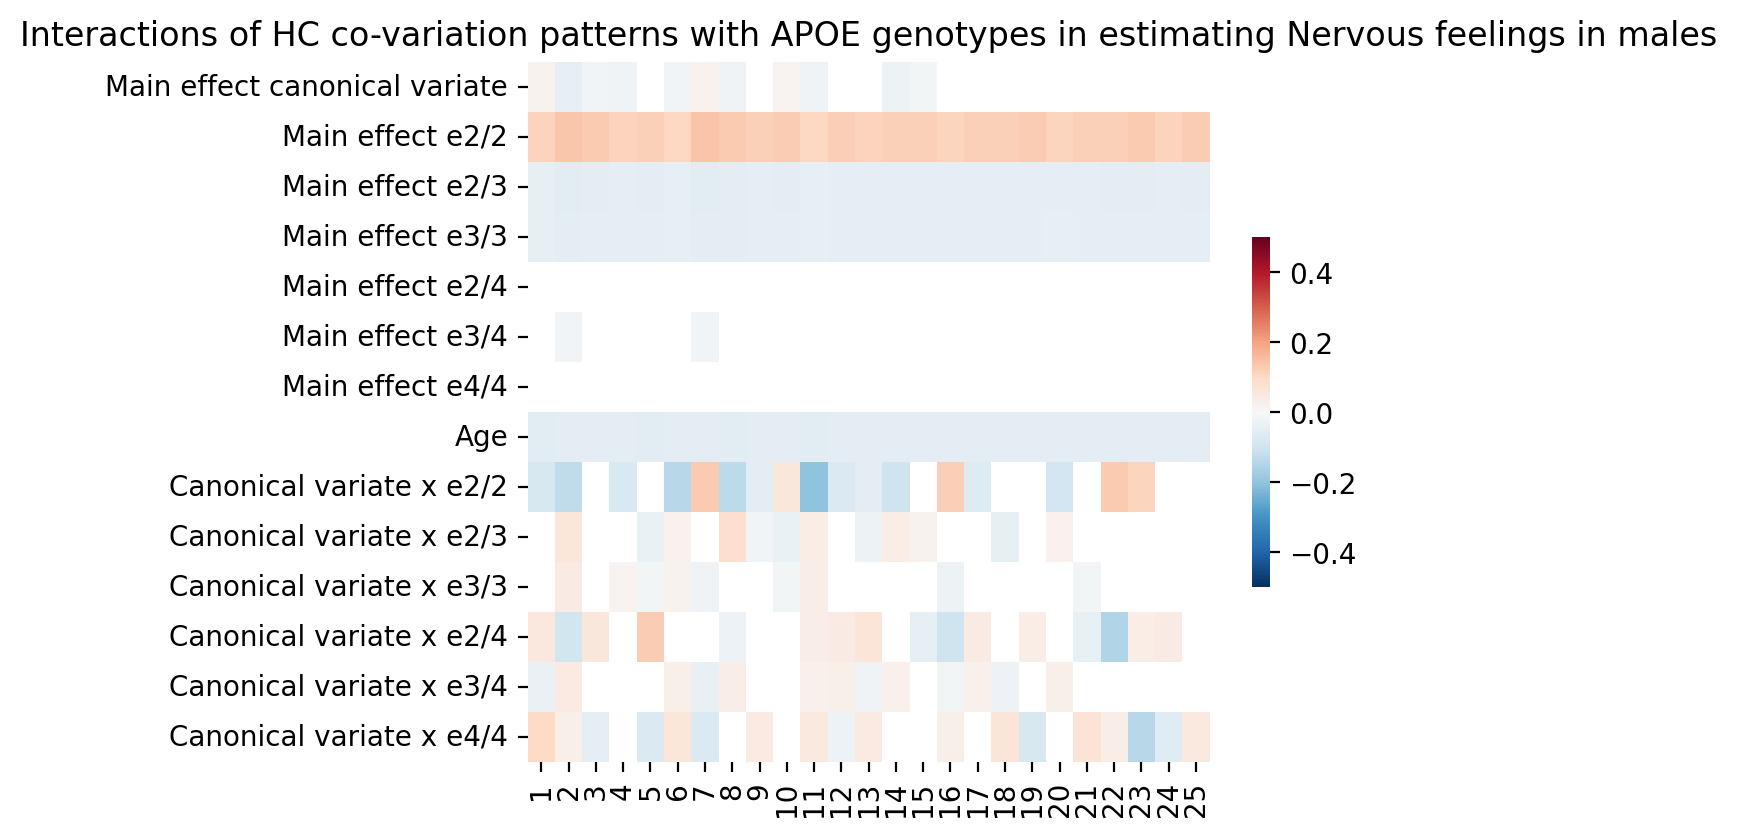 Interactions of HC co-variation patterns with APOE genotypes in estimating Nervous feelings in males
Main effect canonical variate
Main effect e2/2
Main effect e2/3
Main effect e3/3
Main effect e2/4
Main effect e3/4
Main effect e4/4
Age
Canonical variate x e2/2
Canonical variate x e2/3
Canonical variate x e3/3
Canonical variate x e2/4
Canonical variate x e3/4
Canonical variate x e4/4
1 2 3 4 5 6 7 8 9 10 11 12 13 14 15 16 17 18 19 20 21 22 23 24 25
0.4
0.2
0.0
−0.2
−0.4